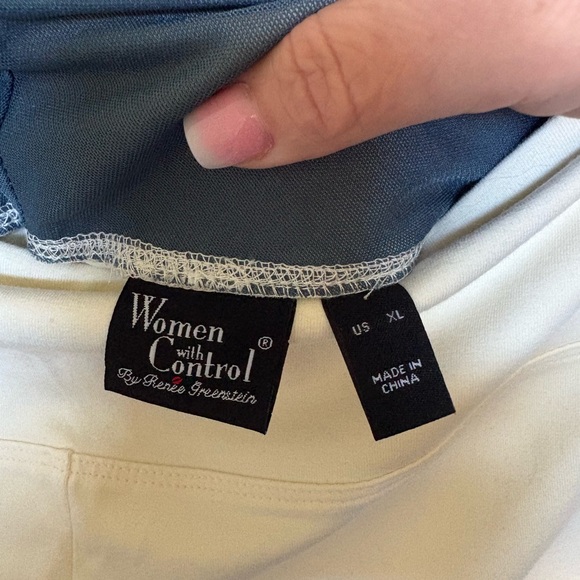 Women
with
Control ®
By Renée Greenstein
US XL
MADE IN
CHINA